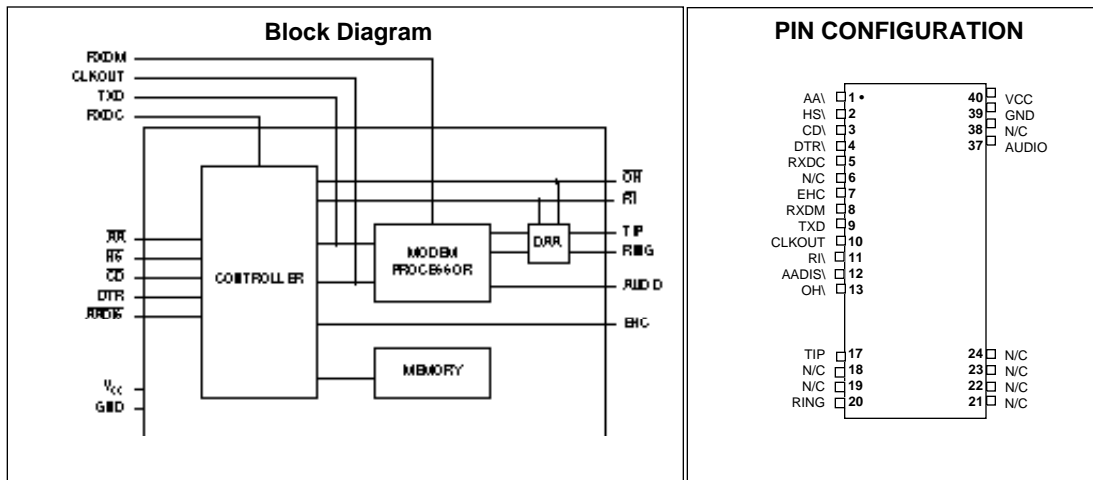 Block Diagram
RXDM
CLKOUT
TXD
RXDC
OH
RI
TIP
RING
AUDIO
EHC
AA
HS
CD
DTR
AADIS
VCC
GND
CONTROLLER
MODEM
PROCESSOR
DAA
MEMORY
PIN CONFIGURATION
AA\ 1 •
HS\ 2
CD\ 3
DTR\ 4
RXDC 5
N/C 6
EHC 7
RXDM 8
TXD 9
CLKOUT 10
RI\ 11
AADIS\ 12
OH\ 13
TIP 17
N/C 18
N/C 19
RING 20
40 VCC
39 GND
38 N/C
37 AUDIO
24 N/C
23 N/C
22 N/C
21 N/C